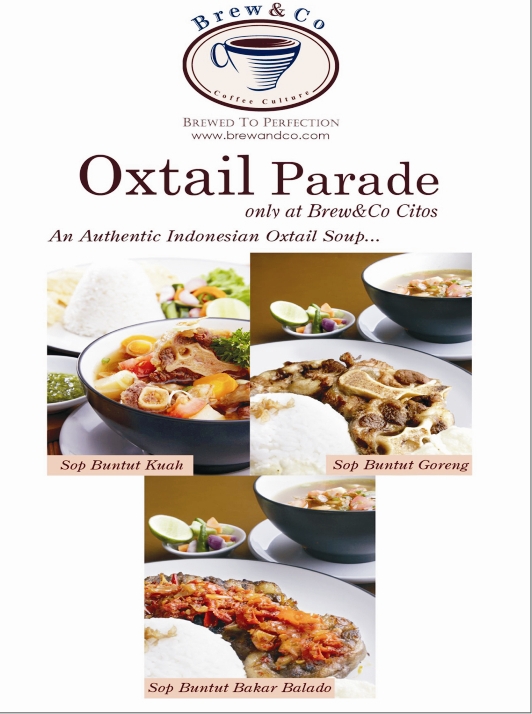 Brew & Co
Coffee Culture
BREWED TO PERFECTION
www.brewandco.com
Oxtail Parade
only at Brew&Co Citos
An Authentic Indonesian Oxtail Soup...
Sop Buntut Kuah
Sop Buntut Goreng
Sop Buntut Bakar Balado